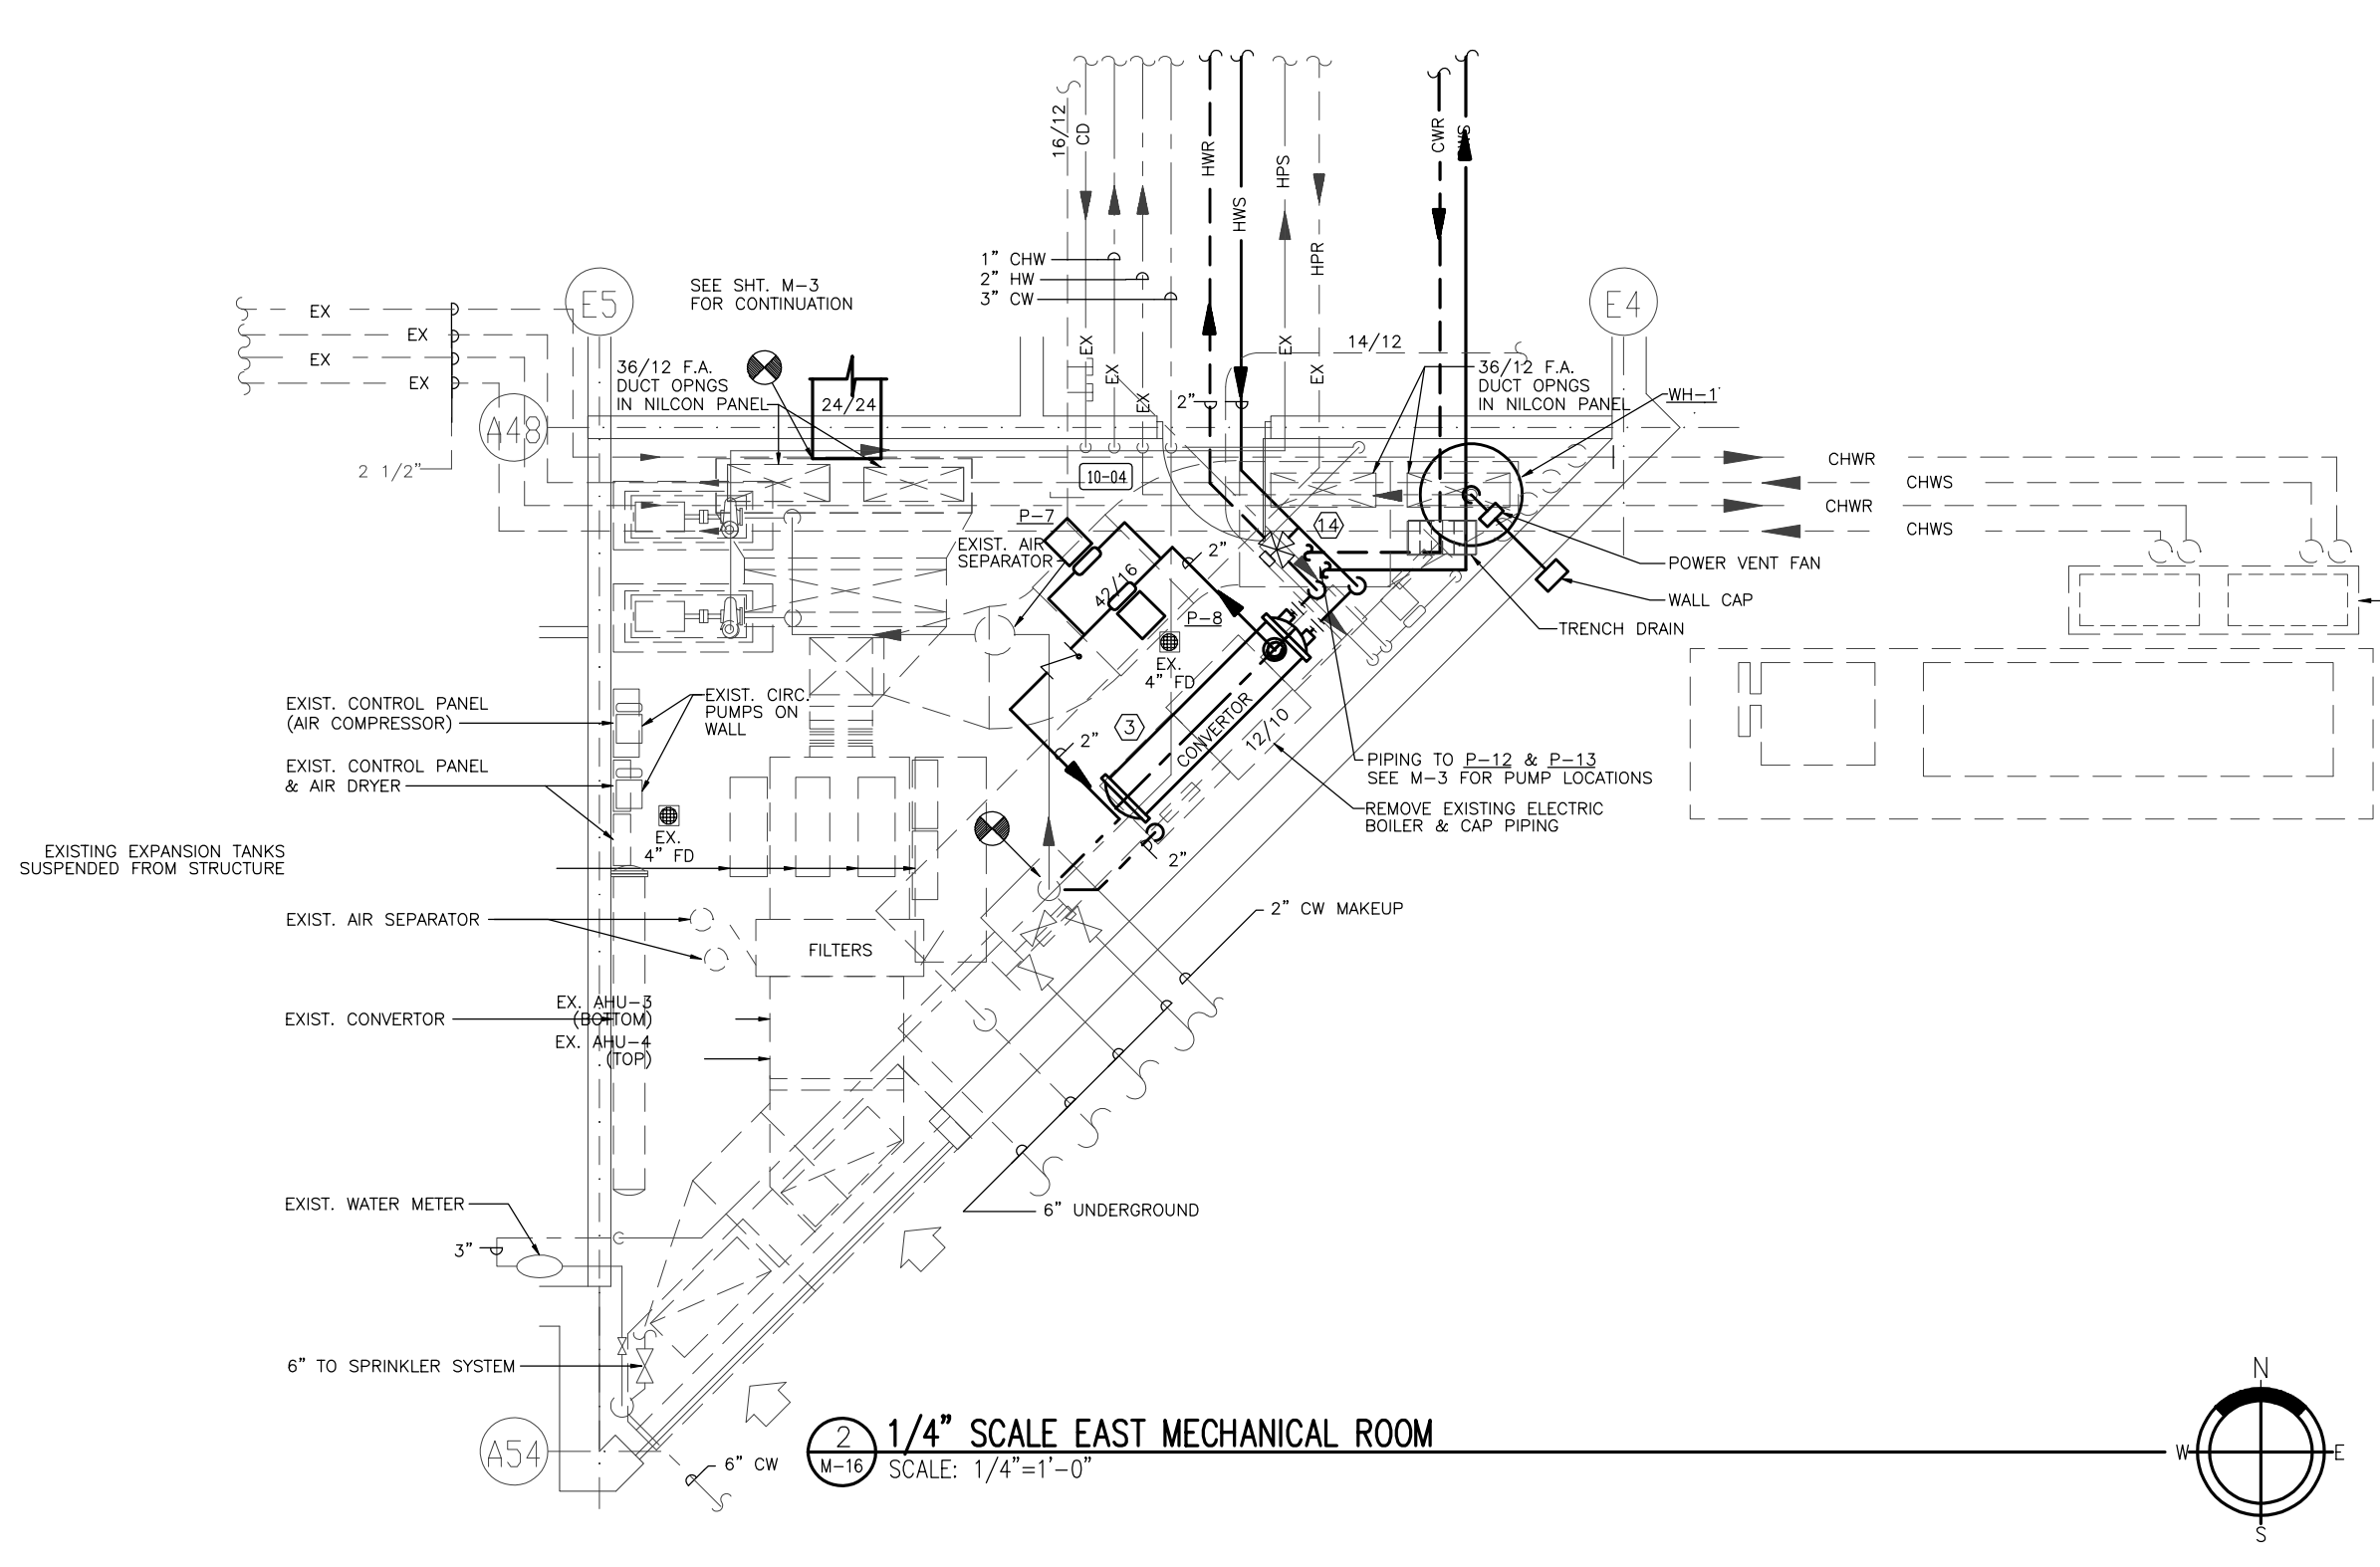 16/12
CD
HWR
HWS
HPS
HPR
CWR
1” CHW
2” HW
3” CW
EX
EX
EX
EX
E5
SEE SHT. M-3
FOR CONTINUATION
E4
EX
EX
EX
EX
EX
14/12
36/12 F.A.
DUCT OPNGS
IN NILCON PANEL
24/24
2”
36/12 F.A.
DUCT OPNGS
IN NILCON PANEL
WH-1
A48
2 1/2”
10-04
CHWR
CHWS
CHWR
CHWS
P-7
14
EXIST. AIR
SEPARATOR
2”
42/16
POWER VENT FAN
WALL CAP
TRENCH DRAIN
P-8
EX.
4” FD
EXIST. CONTROL PANEL
(AIR COMPRESSOR)
EXIST. CIRC.
PUMPS ON
WALL
3
2”
CONVERTOR
12/10
PIPING TO P-12 & P-13
SEE M-3 FOR PUMP LOCATIONS
EXIST. CONTROL PANEL
& AIR DRYER
REMOVE EXISTING ELECTRIC
BOILER & CAP PIPING
EX.
4” FD
EXISTING EXPANSION TANKS
SUSPENDED FROM STRUCTURE
2”
2” CW MAKEUP
EXIST. AIR SEPARATOR
FILTERS
EX. AHU-3
(BOTTOM)
EXIST. CONVERTOR
EX. AHU-4
(TOP)
EXIST. WATER METER
6” UNDERGROUND
3”
6” TO SPRINKLER SYSTEM
A54
6” CW
2
M-16
1/4” SCALE EAST MECHANICAL ROOM
SCALE: 1/4”=1’-0”
N
W
E
S